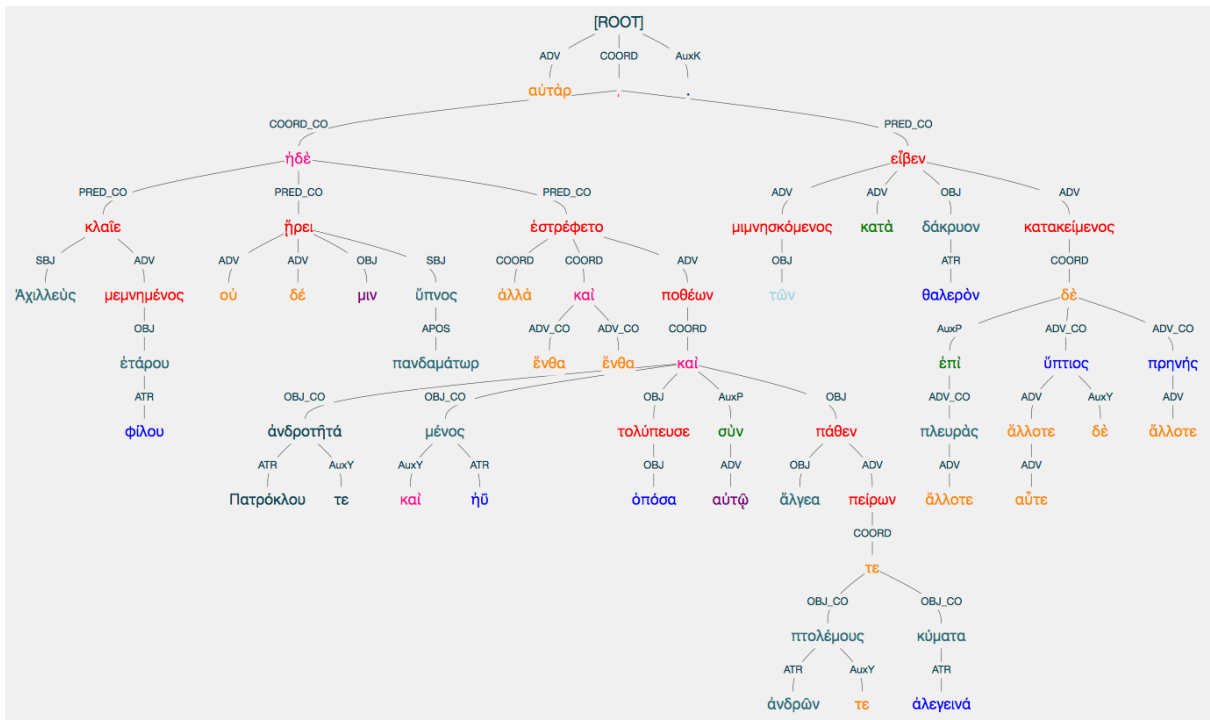 [ROOT]
ADV COORD AuxK
αὐτὰρ , .
COORD_CO PRED_CO
ἠδὲ εἶβεν
PRED_CO PRED_CO PRED_CO ADV ADV OBJ ADV
κλαῖε ᾕρει ἐστρέφετο μιμνησκόμενος κατὰ δάκρυον κατακείμενος
SBJ ADV ADV ADV OBJ SBJ COORD COORD ADV OBJ ATR COORD
Ἀχιλλεὺς μεμνημένος οὐ δέ μιν ὕπνος ἀλλὰ καὶ ποθέων τῶν θαλερὸν δὲ
OBJ APOS ADV_CO ADV_CO COORD AuxP ADV_CO ADV_CO
ἑτάρου πανδαμάτωρ ἔνθα ἔνθα καὶ ἐπὶ ὕπτιος πρηνής
ATR OBJ_CO OBJ_CO OBJ AuxP OBJ ADV_CO ADV AuxY ADV
φίλου ἀνδροτῆτά μένος τολύπευσε σὺν πάθεν πλευρὰς ἄλλοτε δὲ ἄλλοτε
ATR AuxY AuxY ATR OBJ ADV OBJ ADV ADV ADV
Πατρόκλου τε καὶ ἠΰ ὁπόσα αὐτῷ ἄλγεα πείρων ἄλλοτε αὖτε
COORD
τε
OBJ_CO OBJ_CO
πτολέμους κύματα
ATR AuxY ATR
ἀνδρῶν τε ἀλεγεινά